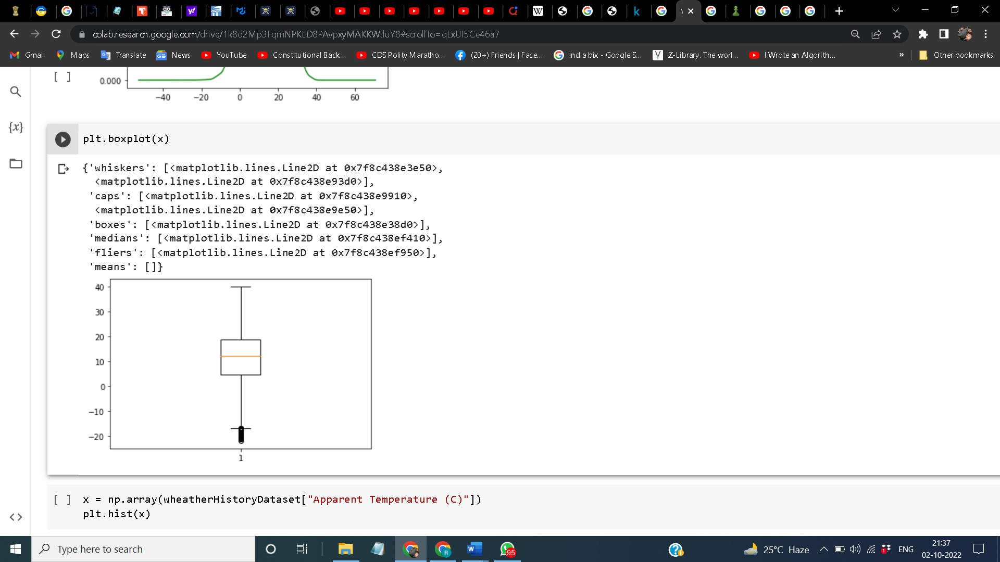 colab.research.google.com/drive/1k8d2Mp3FqmNPKLD8PAvpxyMAKKWtluY8#scrollTo=qLxUI5Ce46a7
Gmail Maps Translate News YouTube Constitutional Back... CDS Polity Maratho... (20+) Friends | Face... india bix - Google S... Z-Library. The worl... I Wrote an Algorith... » Other bookmarks
[ ]
0.000
−40 −20 0 20 40 60
{x}
plt.boxplot(x)
{'whiskers': [<matplotlib.lines.Line2D at 0x7f8c438e3e50>,
<matplotlib.lines.Line2D at 0x7f8c438e93d0>],
'caps': [<matplotlib.lines.Line2D at 0x7f8c438e9910>,
<matplotlib.lines.Line2D at 0x7f8c438e9e50>],
'boxes': [<matplotlib.lines.Line2D at 0x7f8c438e38d0>],
'medians': [<matplotlib.lines.Line2D at 0x7f8c438ef410>],
'fliers': [<matplotlib.lines.Line2D at 0x7f8c438ef950>],
'means': []}
40
30
20
10
0
−10
−20
1
[ ] x = np.array(wheatherHistoryDataset["Apparent Temperature (C)"])
plt.hist(x)
Type here to search
95
25°C Haze
ENG
21:37
02-10-2022